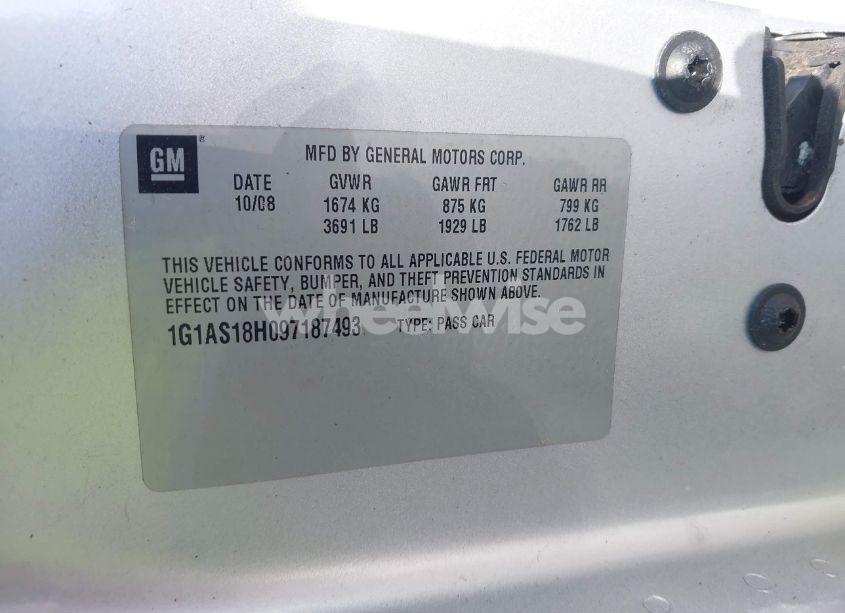 GM ®
MFD BY GENERAL MOTORS CORP.
DATE GVWR GAWR FRT GAWR RR
10/08 1674 KG 875 KG 799 KG
3691 LB 1929 LB 1762 LB
THIS VEHICLE CONFORMS TO ALL APPLICABLE U.S. FEDERAL MOTOR
VEHICLE SAFETY, BUMPER, AND THEFT PREVENTION STANDARDS IN
EFFECT ON THE DATE OF MANUFACTURE SHOWN ABOVE.
1G1AS18H097187493 TYPE: PASS CAR
wheelwise